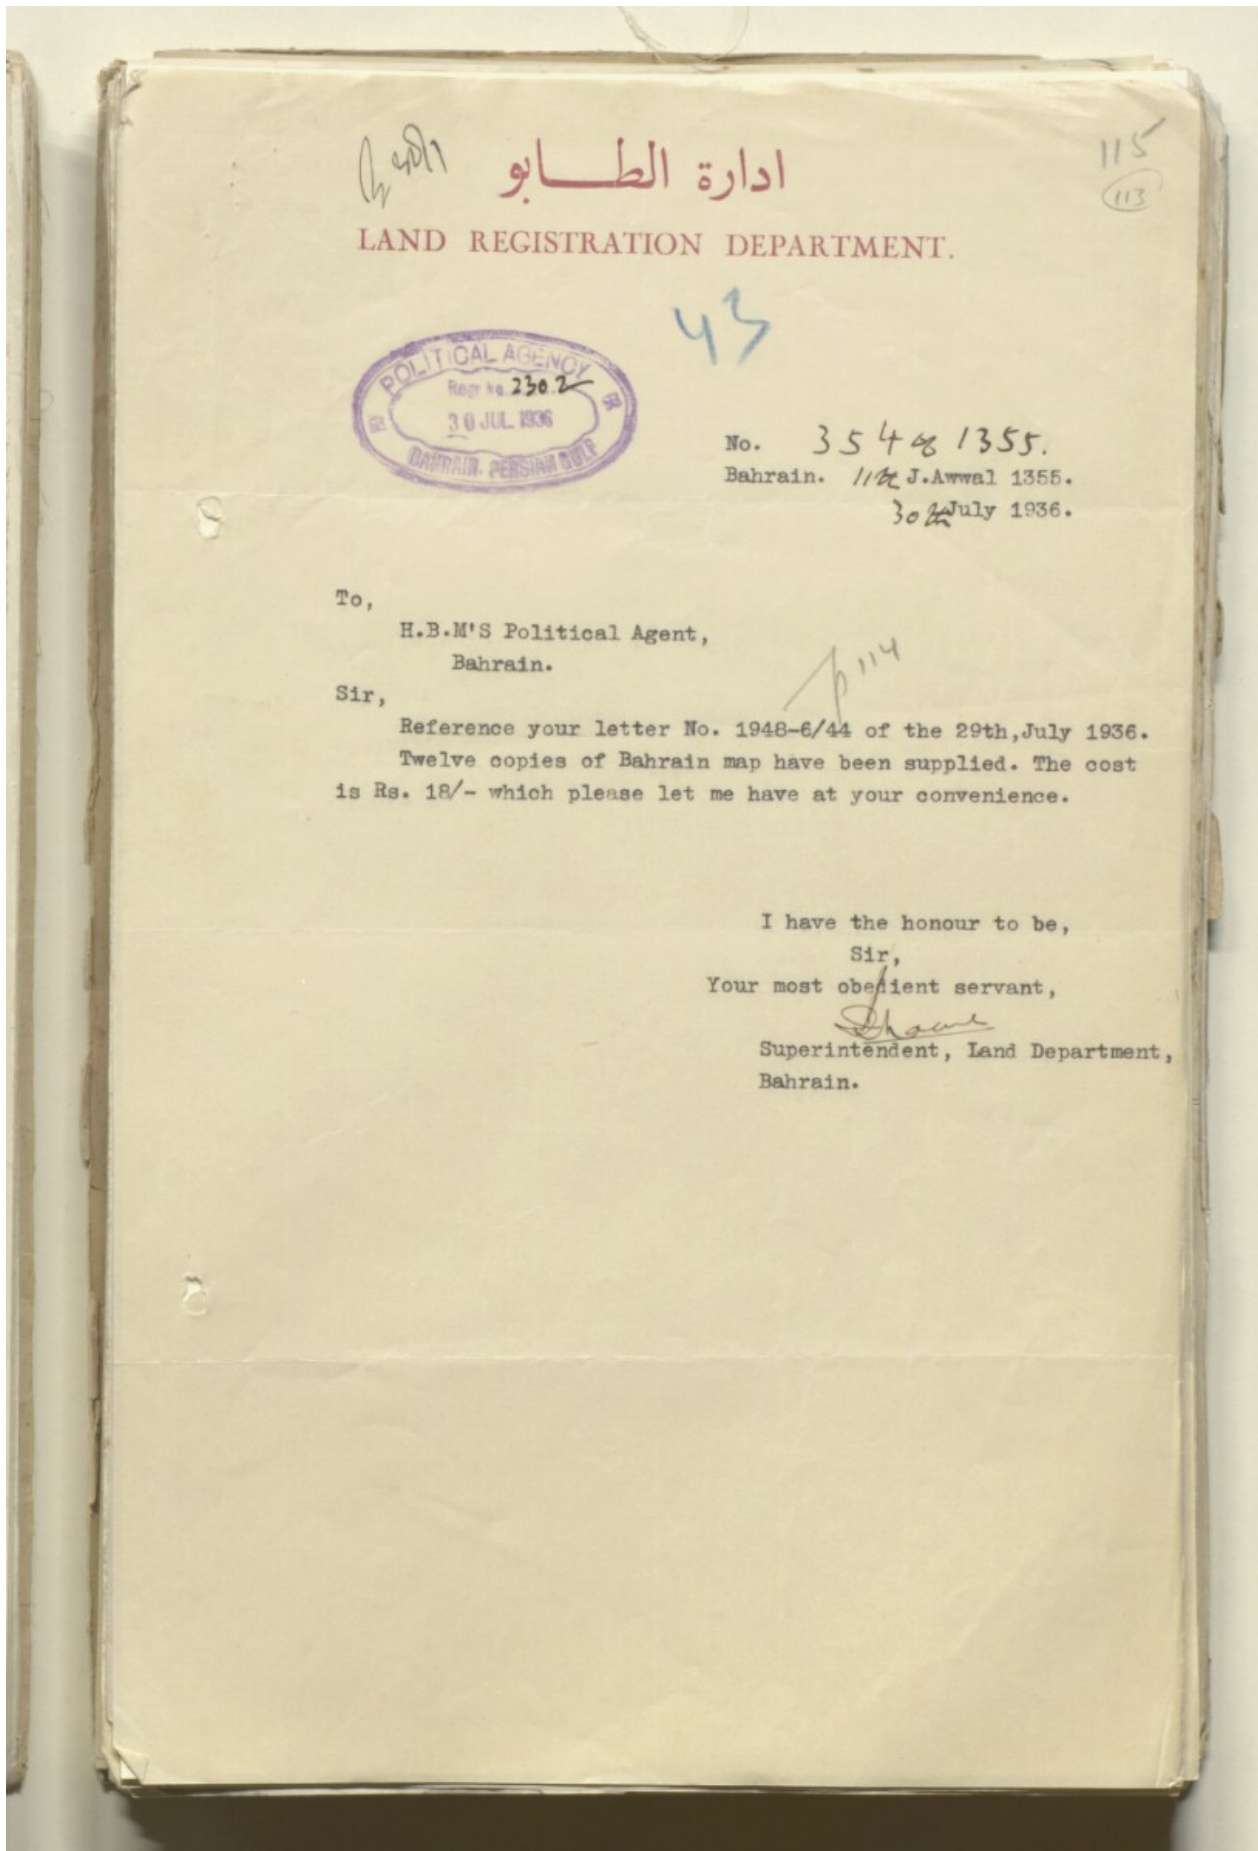 115
113
ادارة الطابو
LAND REGISTRATION DEPARTMENT.
43
POLITICAL AGENCY
Regr No. 2302
30 JUL. 1936
BAHRAIN. PERSIAN GULF
No. 354 of 1355.
Bahrain. 11th J.Awwal 1355.
30th July 1936.
To,
H.B.M'S Political Agent,
Bahrain.
p 114
Sir,
Reference your letter No. 1948-6/44 of the 29th,July 1936.
Twelve copies of Bahrain map have been supplied. The cost
is Rs. 18/- which please let me have at your convenience.
I have the honour to be,
Sir,
Your most obedient servant,
Superintendent, Land Department,
Bahrain.